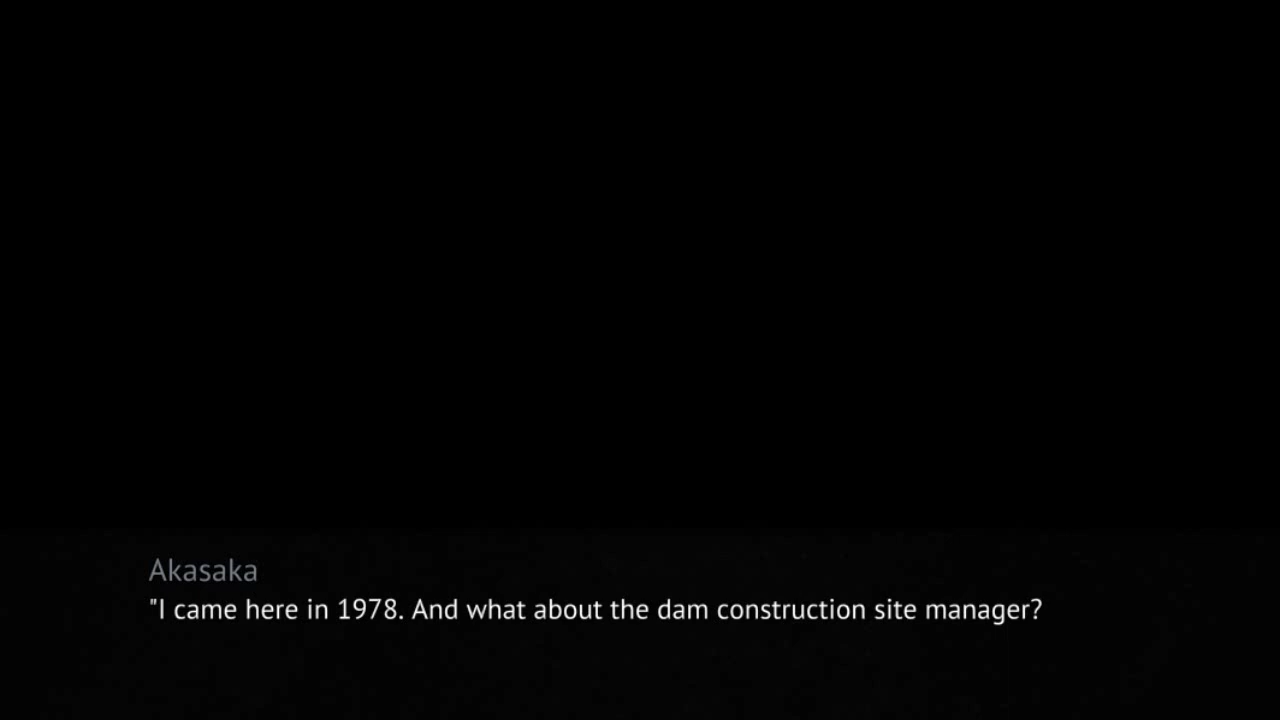 Akasaka
"I came here in 1978. And what about the dam construction site manager?